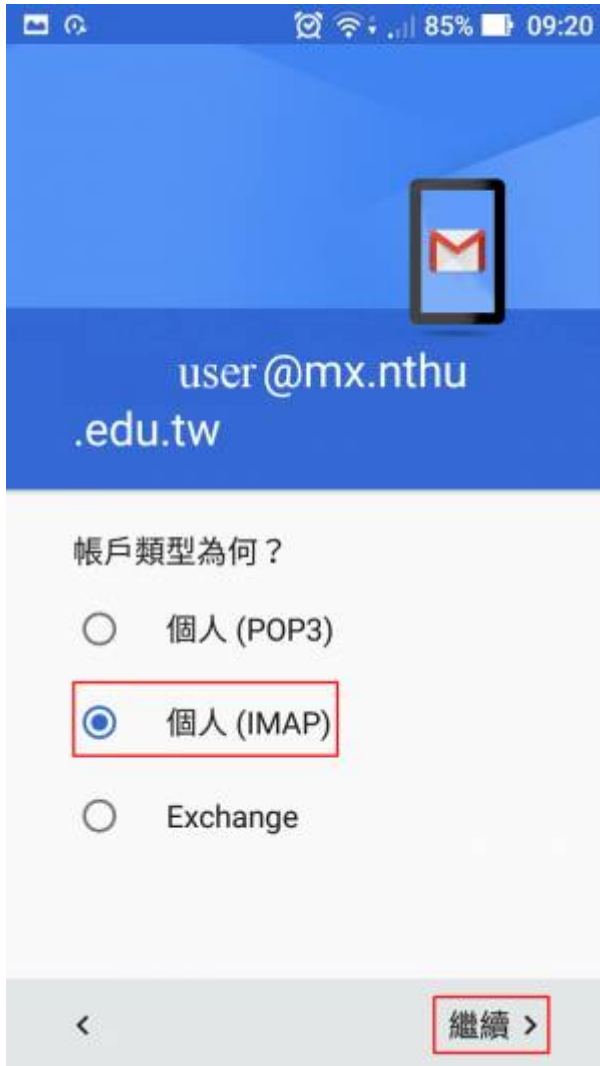 85% 09:20
user@mx.nthu
.edu.tw
帳戶類型為何？
個人 (POP3)
個人 (IMAP)
Exchange
繼續